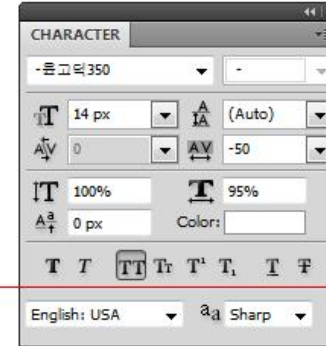 CHARACTER
-윤고딕350 -
14 px (Auto)
0 -50
100% 95%
0 px Color:
T T TT Tr T¹ T₁ T T
English: USA aa Sharp